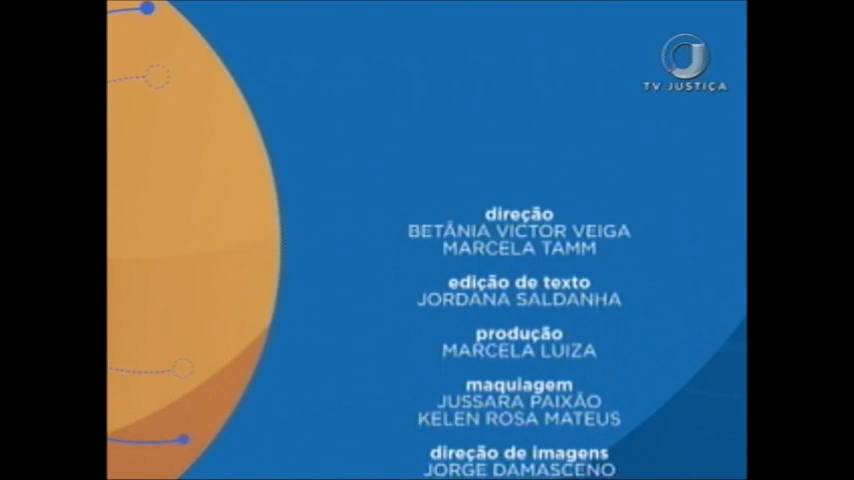 TV JUSTIÇA
direção
BETÂNIA VICTOR VEIGA
MARCELA TAMM
edição de texto
JORDANA SALDANHA
produção
MARCELA LUIZA
maquiagem
JUSSARA PAIXÃO
KELEN ROSA MATEUS
direção de imagens
JORGE DAMASCENO